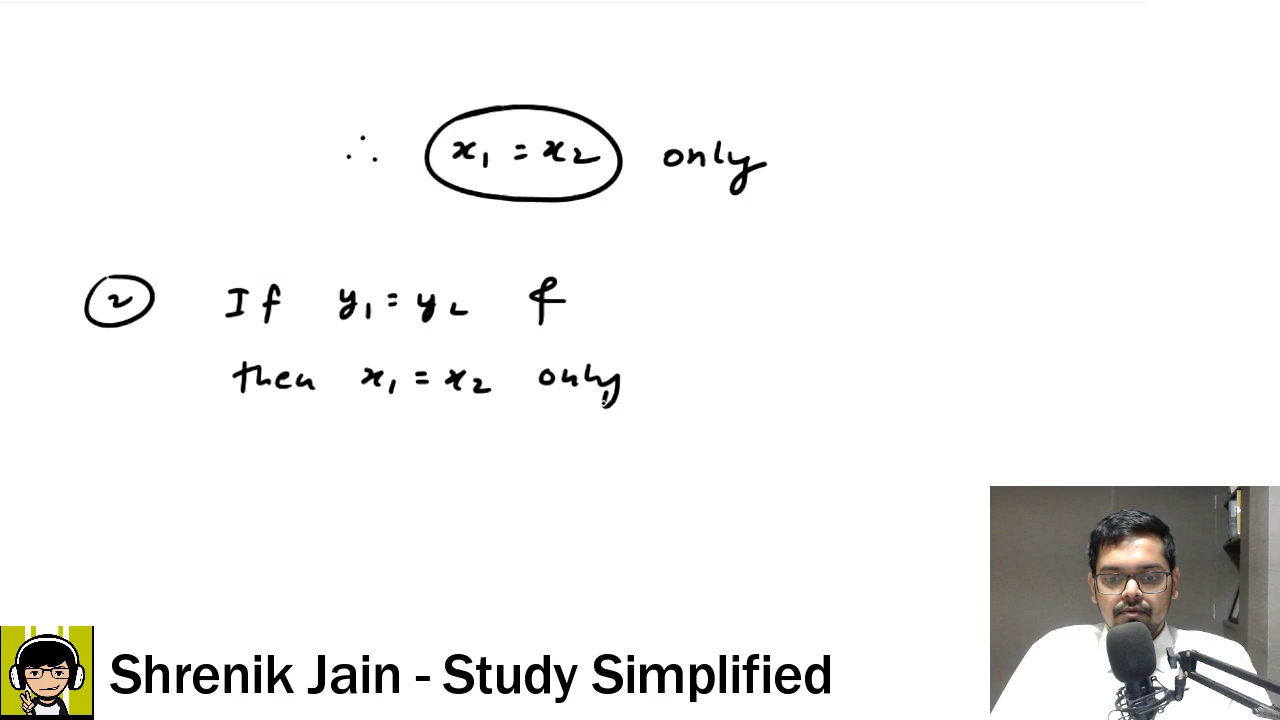 ∴ x₁ = x₂ only
② If y₁ = y₂ &
then x₁ = x₂ only
Shrenik Jain - Study Simplified